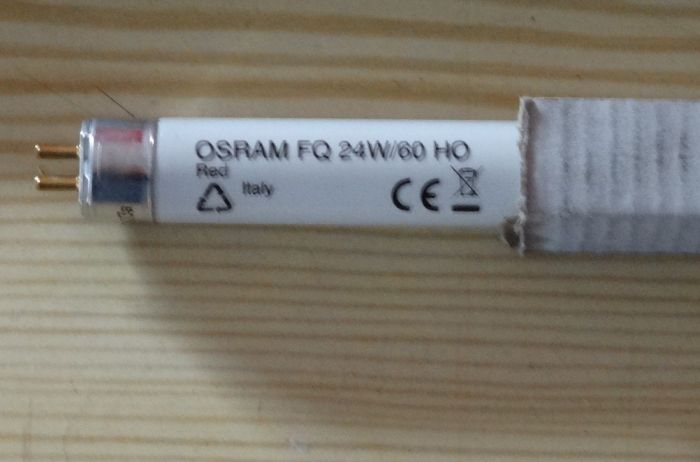 OSRAM FQ 24W/60 HO
Red
Italy
CE